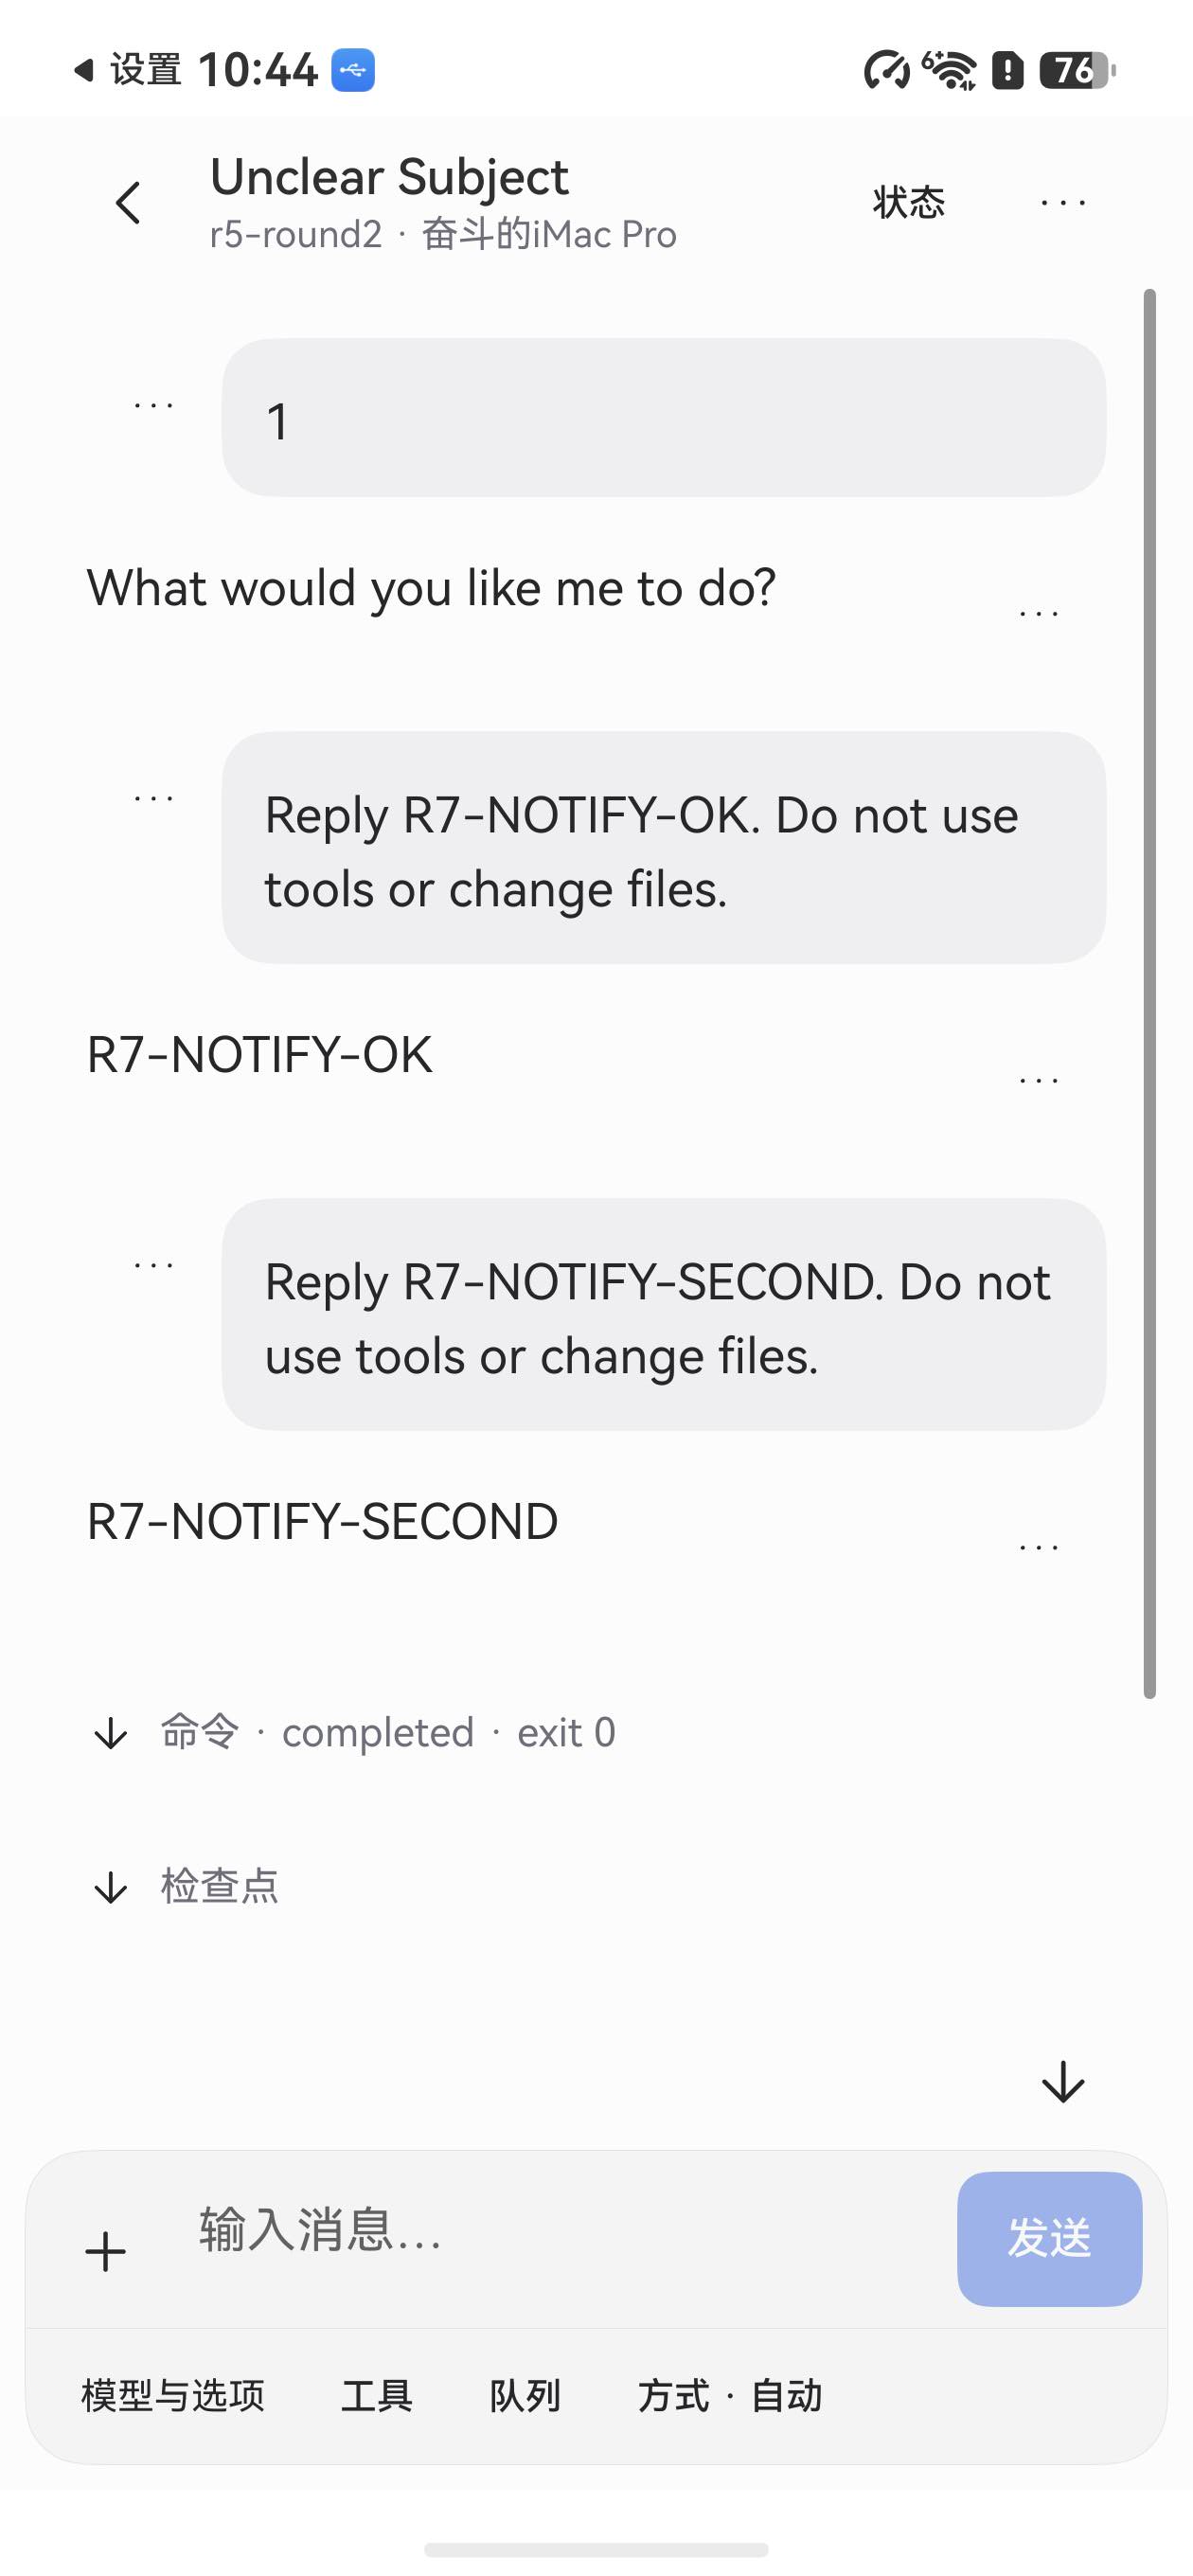 设置 10:44
6+ 76
Unclear Subject
状态 ...
r5-round2 · 奋斗的iMac Pro
... 1
What would you like me to do?
...
... Reply R7-NOTIFY-OK. Do not use
tools or change files.
R7-NOTIFY-OK
...
... Reply R7-NOTIFY-SECOND. Do not
use tools or change files.
R7-NOTIFY-SECOND
...
命令 · completed · exit 0
检查点
输入消息...
发送
模型与选项 工具 队列 方式 · 自动